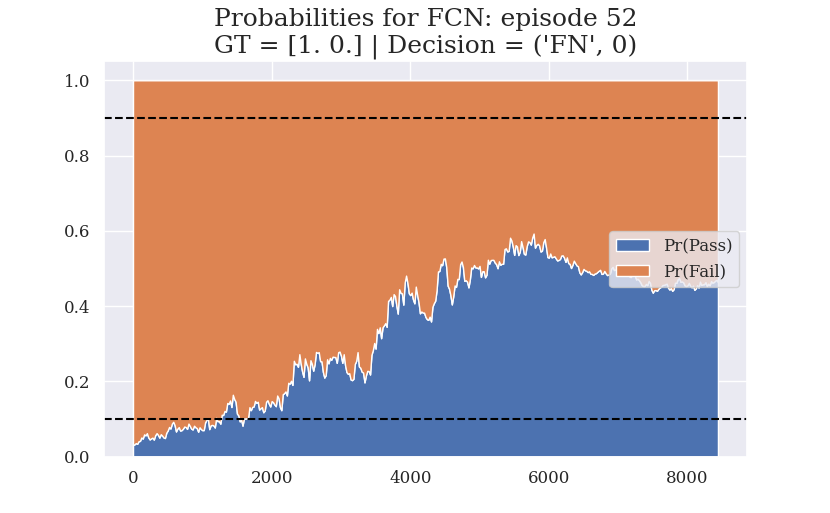 Probabilities for FCN: episode 52
GT = [1. 0.] | Decision = ('FN', 0)
1.0
0.8
0.6
0.4
0.2
0.0
Pr(Pass)
Pr(Fail)
0
2000
4000
6000
8000